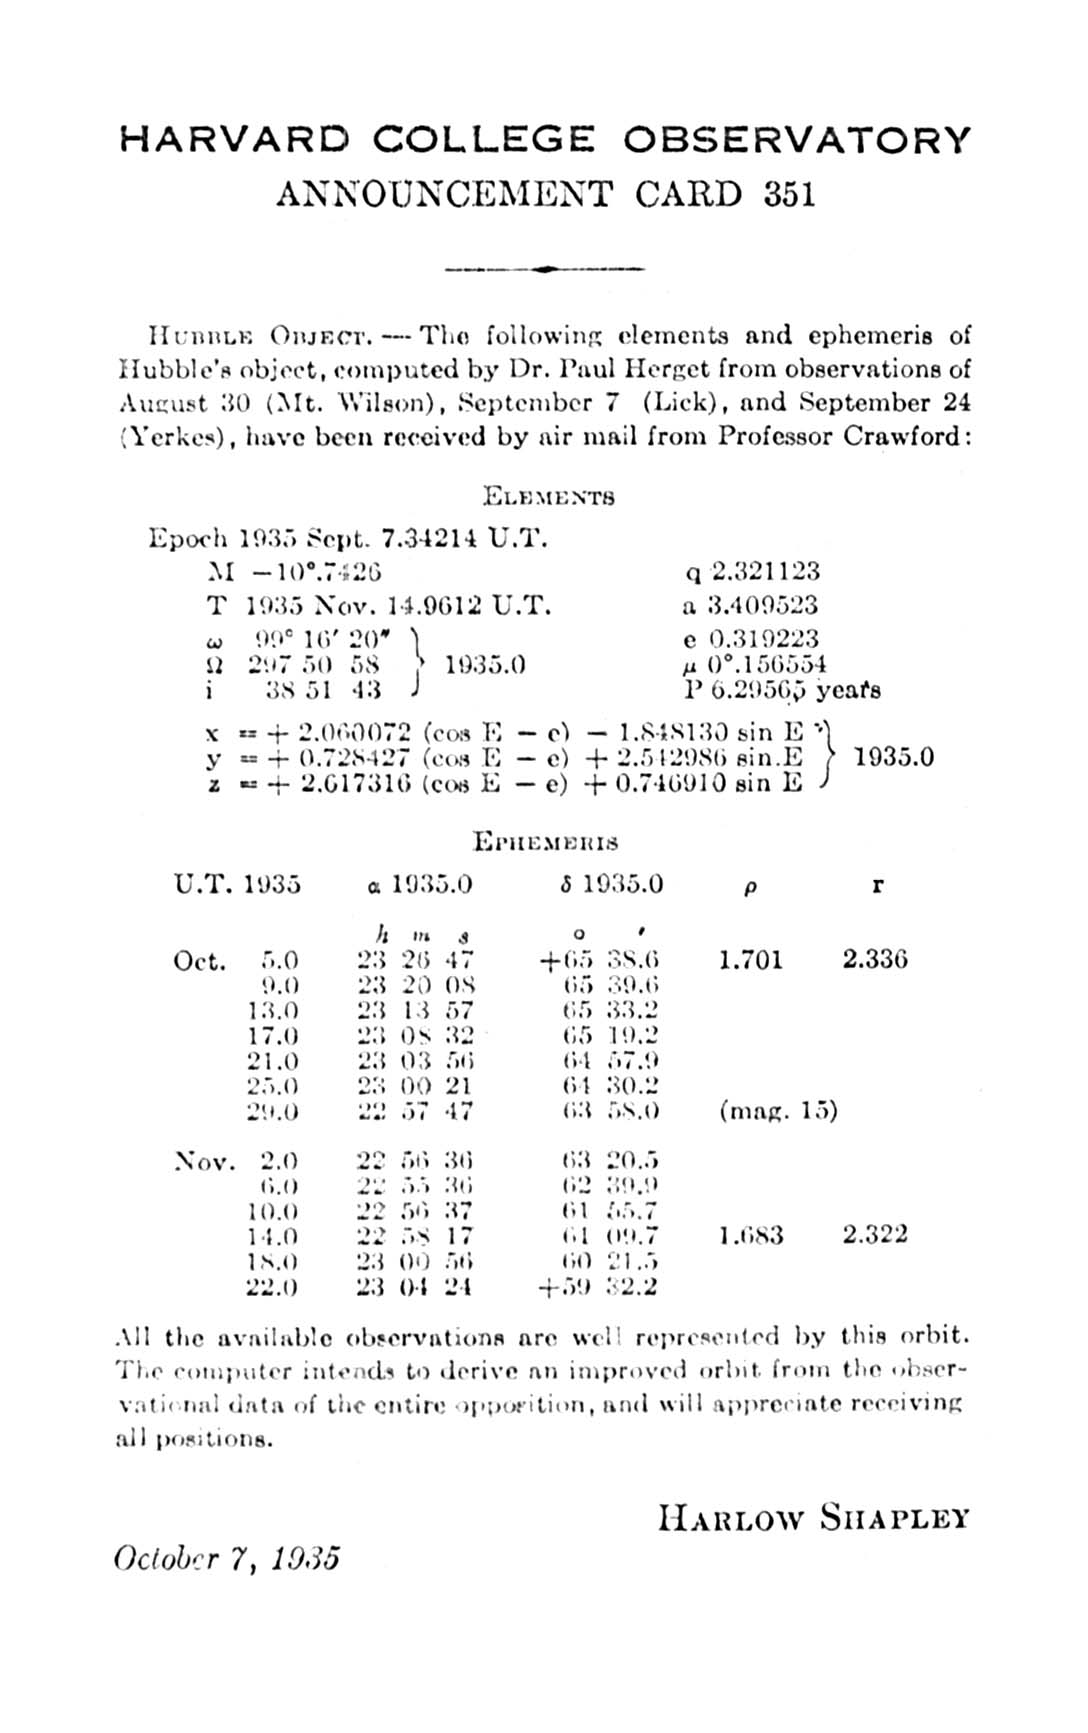 HARVARD COLLEGE OBSERVATORY
ANNOUNCEMENT CARD 351
HUBBLE OBJECT. — The following elements and ephemeris of
Hubble's object, computed by Dr. Paul Herget from observations of
August 30 (Mt. Wilson), September 7 (Lick), and September 24
(Yerkes), have been received by air mail from Professor Crawford:
ELEMENTS
Epoch 1935 Sept. 7.34214 U.T.
M −10°.7426 q 2.321123
T 1935 Nov. 14.9612 U.T. a 3.409523
ω 99° 16′ 20″ e 0.319223
Ω 297 50 58 } 1935.0 μ 0°.156554
i 38 51 43 P 6.29565 years
x = + 2.060072 (cos E − e) − 1.848130 sin E
y = + 0.728427 (cos E − e) + 2.542986 sin E } 1935.0
z = + 2.617316 (cos E − e) + 0.746910 sin E
EPHEMERIS
U.T. 1935 α 1935.0 δ 1935.0 ρ r
h m s ° ′
Oct. 5.0 23 26 47 +65 38.6 1.701 2.336
9.0 23 20 08 65 39.6
13.0 23 13 57 65 33.2
17.0 23 08 32 65 19.2
21.0 23 03 56 64 57.9
25.0 23 00 21 64 30.2
29.0 22 57 47 63 58.0 (mag. 15)
Nov. 2.0 22 56 36 63 20.5
6.0 22 55 36 62 39.9
10.0 22 56 37 61 55.7
14.0 22 58 17 61 09.7 1.683 2.322
18.0 23 00 56 60 21.5
22.0 23 04 24 +59 32.2
All the available observations are well represented by this orbit.
The computer intends to derive an improved orbit from the obser-
vational data of the entire opposition, and will appreciate receiving
all positions.
HARLOW SHAPLEY
October 7, 1935